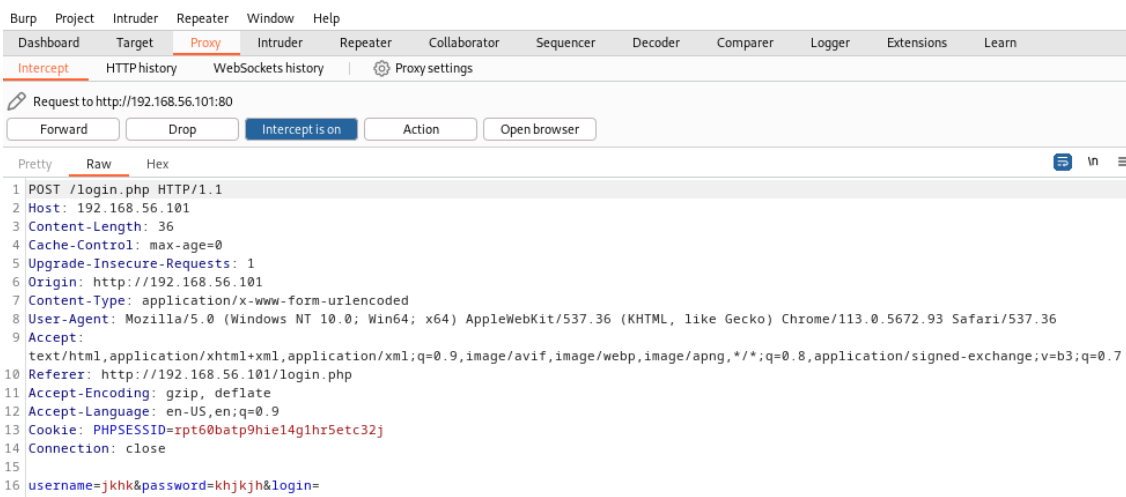 Burp Project Intruder Repeater Window Help
Dashboard Target Proxy Intruder Repeater Collaborator Sequencer Decoder Comparer Logger Extensions Learn
Intercept HTTP history WebSockets history Proxy settings
Request to http://192.168.56.101:80
Forward Drop Intercept is on Action Open browser
Pretty Raw Hex \n
1 POST /login.php HTTP/1.1
2 Host: 192.168.56.101
3 Content-Length: 36
4 Cache-Control: max-age=0
5 Upgrade-Insecure-Requests: 1
6 Origin: http://192.168.56.101
7 Content-Type: application/x-www-form-urlencoded
8 User-Agent: Mozilla/5.0 (Windows NT 10.0; Win64; x64) AppleWebKit/537.36 (KHTML, like Gecko) Chrome/113.0.5672.93 Safari/537.36
9 Accept:
text/html,application/xhtml+xml,application/xml;q=0.9,image/avif,image/webp,image/apng,*/*;q=0.8,application/signed-exchange;v=b3;q=0.7
10 Referer: http://192.168.56.101/login.php
11 Accept-Encoding: gzip, deflate
12 Accept-Language: en-US,en;q=0.9
13 Cookie: PHPSESSID=rpt60batp9hie14g1hr5etc32j
14 Connection: close
15
16 username=jkhk&password=khjkjh&login=